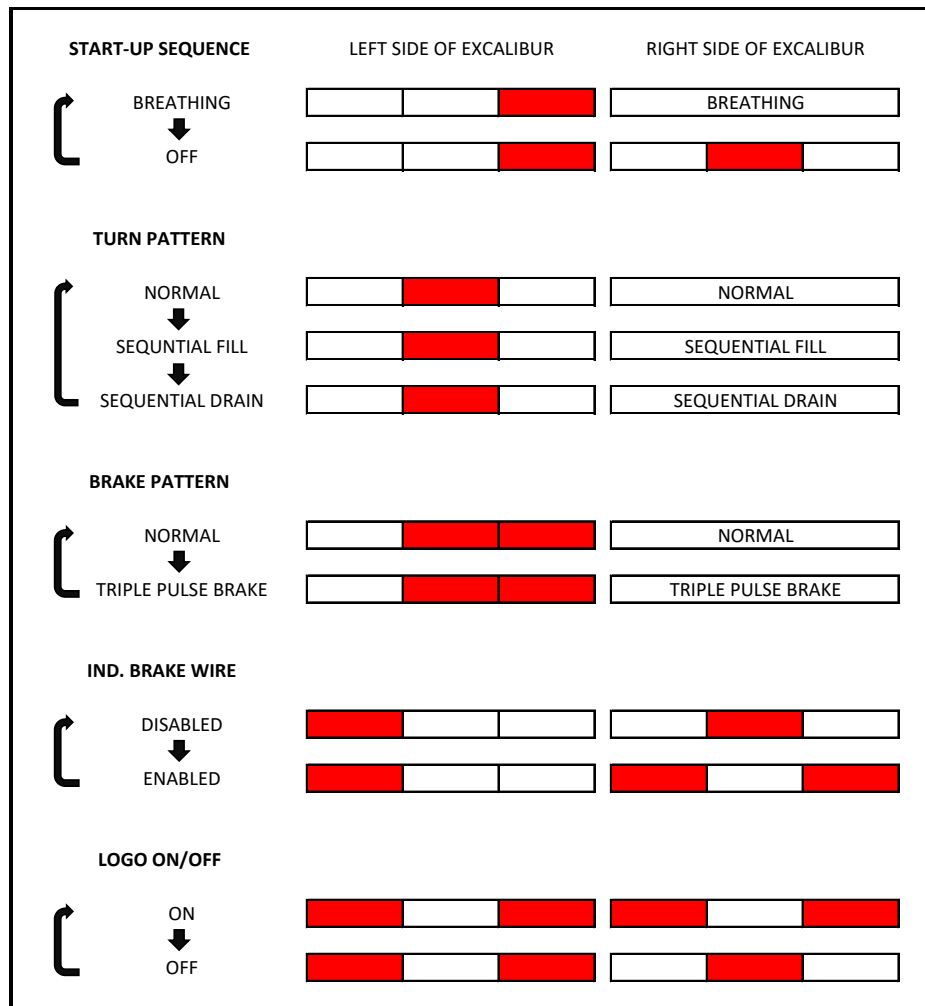 START-UP SEQUENCE LEFT SIDE OF EXCALIBUR RIGHT SIDE OF EXCALIBUR
BREATHING BREATHING
OFF
TURN PATTERN
NORMAL NORMAL
SEQUNTIAL FILL SEQUENTIAL FILL
SEQUENTIAL DRAIN SEQUENTIAL DRAIN
BRAKE PATTERN
NORMAL NORMAL
TRIPLE PULSE BRAKE TRIPLE PULSE BRAKE
IND. BRAKE WIRE
DISABLED
ENABLED
LOGO ON/OFF
ON
OFF